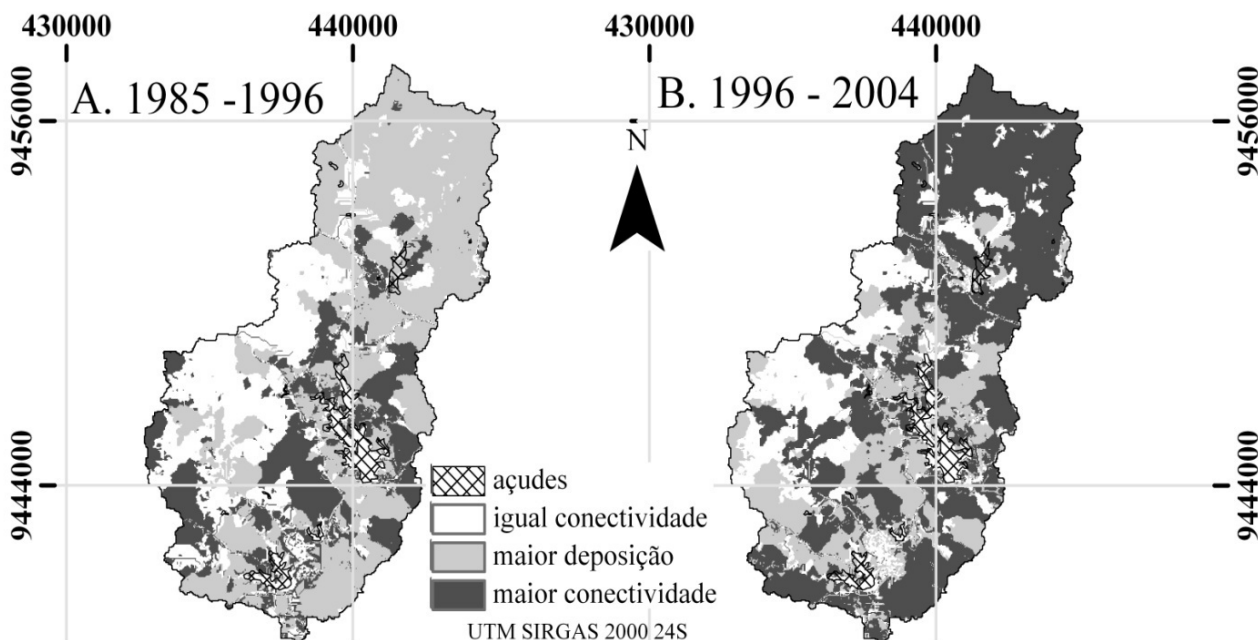 430000
440000
430000
440000
A. 1985 -1996
B. 1996 - 2004
9456000
9456000
N
9444000
9444000
açudes
igual conectividade
maior deposição
maior conectividade
UTM SIRGAS 2000 24S